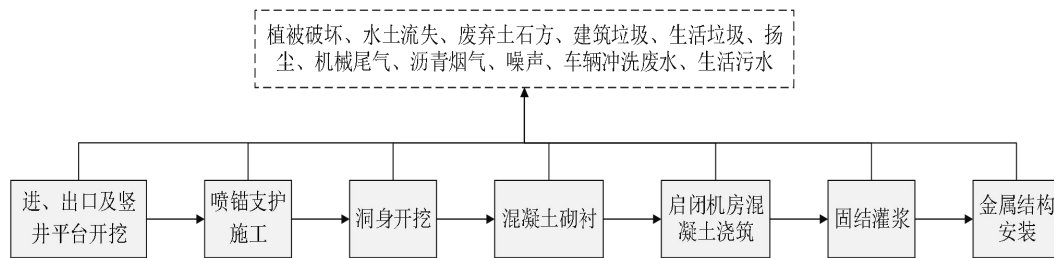 植被破坏、水土流失、废弃土石方、建筑垃圾、生活垃圾、扬
尘、机械尾气、沥青烟气、噪声、车辆冲洗废水、生活污水
进、出口及竖
井平台开挖
喷锚支护
施工
洞身开挖
混凝土砌衬
启闭机房混
凝土浇筑
固结灌浆
金属结构
安装